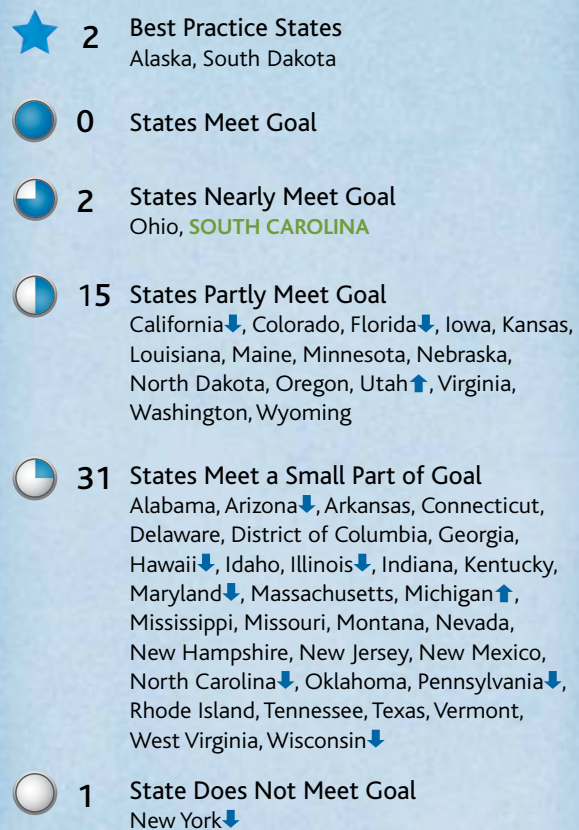 2 Best Practice States
Alaska, South Dakota
0 States Meet Goal
2 States Nearly Meet Goal
Ohio, SOUTH CAROLINA
15 States Partly Meet Goal
California⬇, Colorado, Florida⬇, Iowa, Kansas,
Louisiana, Maine, Minnesota, Nebraska,
North Dakota, Oregon, Utah⬆, Virginia,
Washington, Wyoming
31 States Meet a Small Part of Goal
Alabama, Arizona⬇, Arkansas, Connecticut,
Delaware, District of Columbia, Georgia,
Hawaii⬇, Idaho, Illinois⬇, Indiana, Kentucky,
Maryland⬇, Massachusetts, Michigan⬆,
Mississippi, Missouri, Montana, Nevada,
New Hampshire, New Jersey, New Mexico,
North Carolina⬇, Oklahoma, Pennsylvania⬇,
Rhode Island, Tennessee, Texas, Vermont,
West Virginia, Wisconsin⬇
1 State Does Not Meet Goal
New York⬇